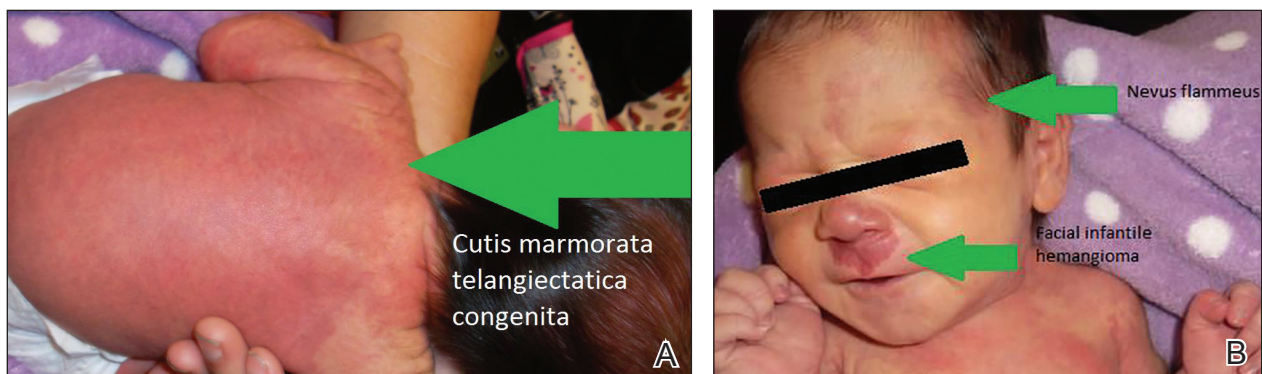 Cutis marmorata
telangiectatica
congenita
A
Nevus flammeus
Facial infantile
hemangioma
B